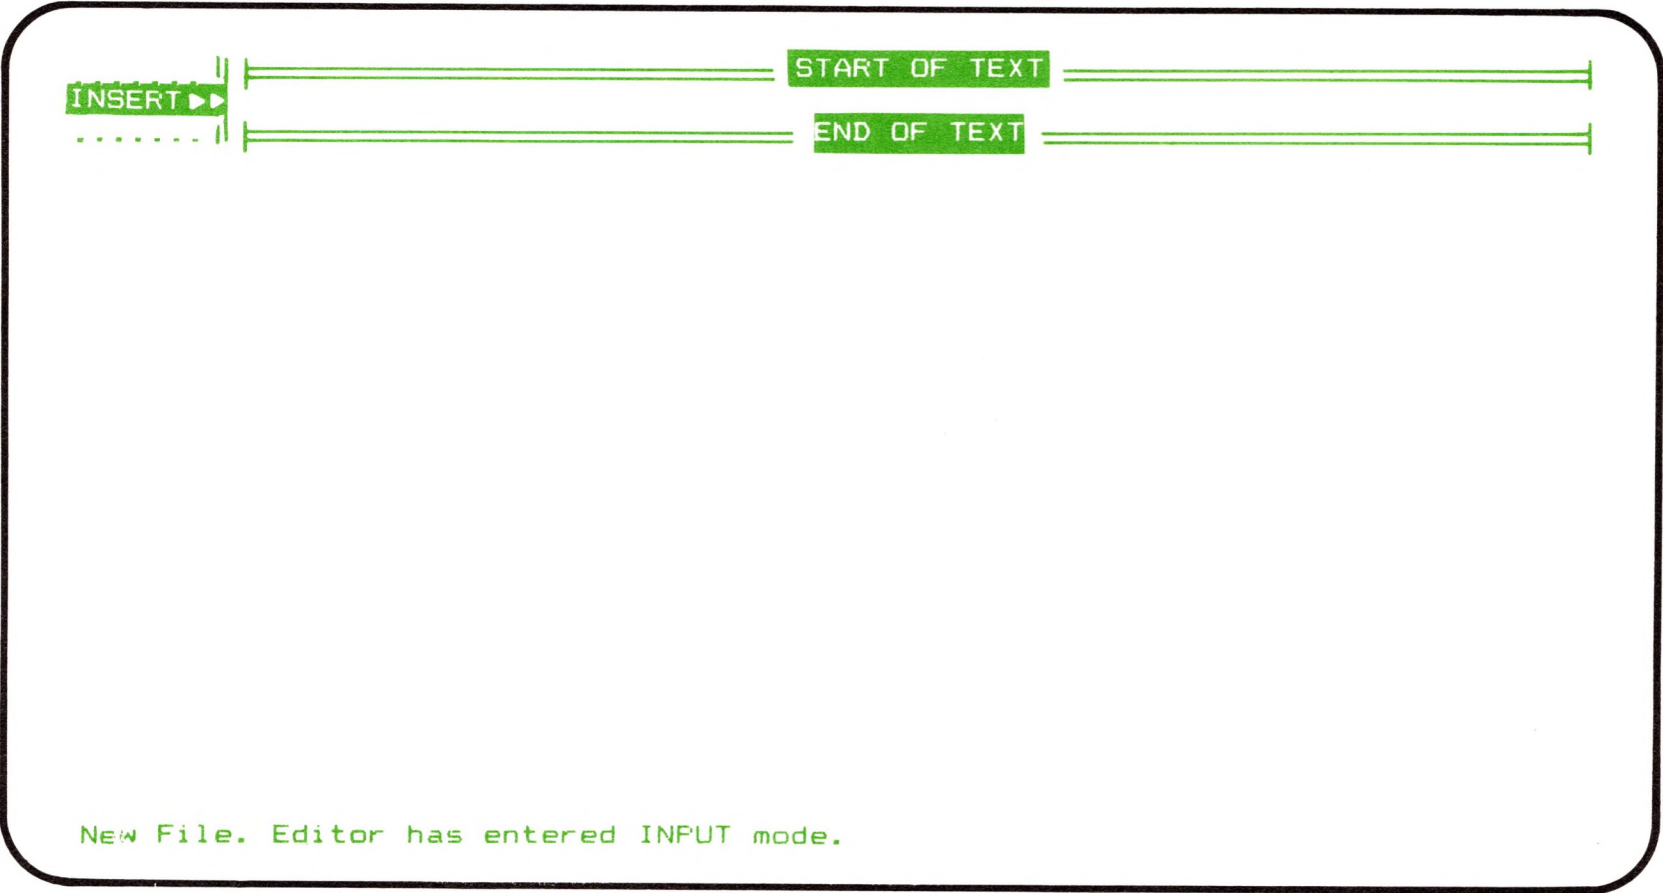 START OF TEXT
INSERT▶▶
END OF TEXT
New File. Editor has entered INPUT mode.